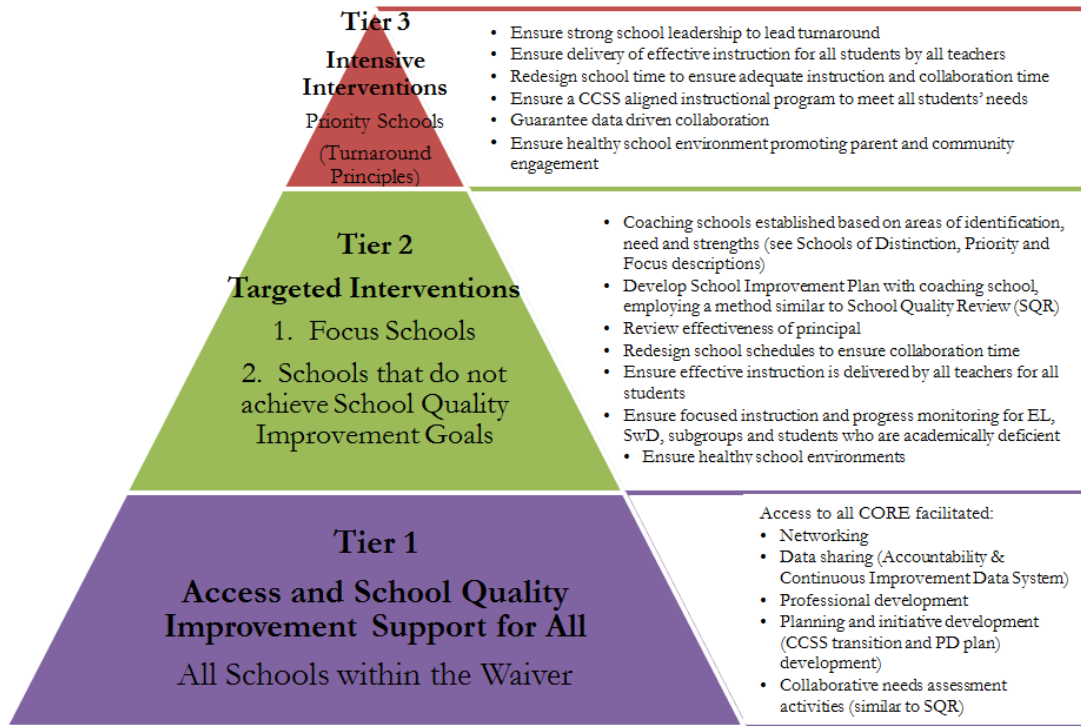 Tier 3
Intensive
Interventions
Priority Schools
(Turnaround
Principles)
• Ensure strong school leadership to lead turnaround
• Ensure delivery of effective instruction for all students by all teachers
• Redesign school time to ensure adequate instruction and collaboration time
• Ensure a CCSS aligned instructional program to meet all students' needs
• Guarantee data driven collaboration
• Ensure healthy school environment promoting parent and community
engagement
Tier 2
Targeted Interventions
1. Focus Schools
2. Schools that do not
achieve School Quality
Improvement Goals
• Coaching schools established based on areas of identification,
need and strengths (see Schools of Distinction, Priority and
Focus descriptions)
• Develop School Improvement Plan with coaching school,
employing a method similar to School Quality Review (SQR)
• Review effectiveness of principal
• Redesign school schedules to ensure collaboration time
• Ensure effective instruction is delivered by all teachers for all
students
• Ensure focused instruction and progress monitoring for EL,
SwD, subgroups and students who are academically deficient
• Ensure healthy school environments
Tier 1
Access and School Quality
Improvement Support for All
All Schools within the Waiver
Access to all CORE facilitated:
• Networking
• Data sharing (Accountability &
Continuous Improvement Data System)
• Professional development
• Planning and initiative development
(CCSS transition and PD plan)
development)
• Collaborative needs assessment
activities (similar to SQR)